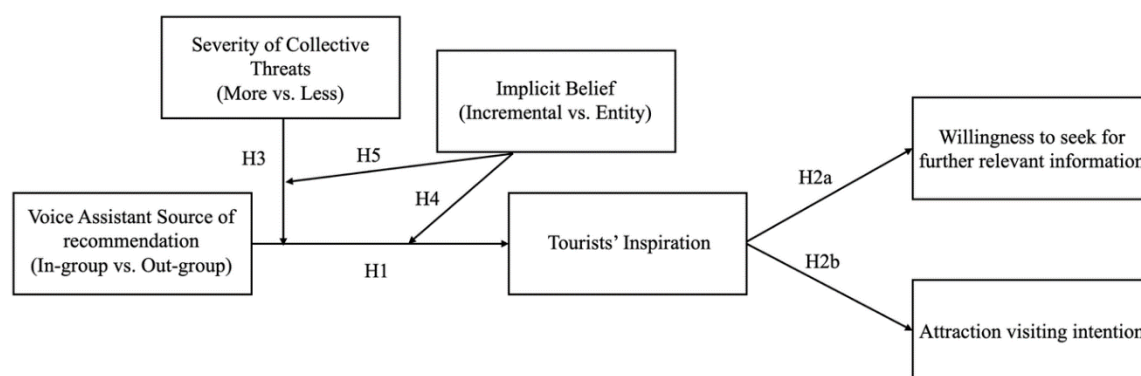 Severity of Collective
Threats
(More vs. Less)
Implicit Belief
(Incremental vs. Entity)
Willingness to seek for
further relevant information
H3
H5
H4
H2a
Voice Assistant Source of
recommendation
(In-group vs. Out-group)
H1
Tourists’ Inspiration
H2b
Attraction visiting intention